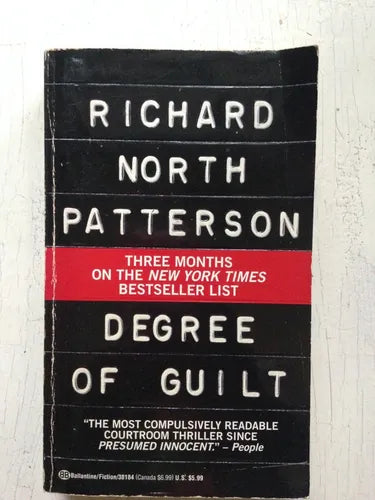 RICHARD
NORTH
PATTERSON
THREE MONTHS
ON THE NEW YORK TIMES
BESTSELLER LIST
DEGREE
OF GUILT
"THE MOST COMPULSIVELY READABLE
COURTROOM THRILLER SINCE
PRESUMED INNOCENT." – People
BB Ballantine/Fiction/38184 (Canada $6.99) U.S. $5.99